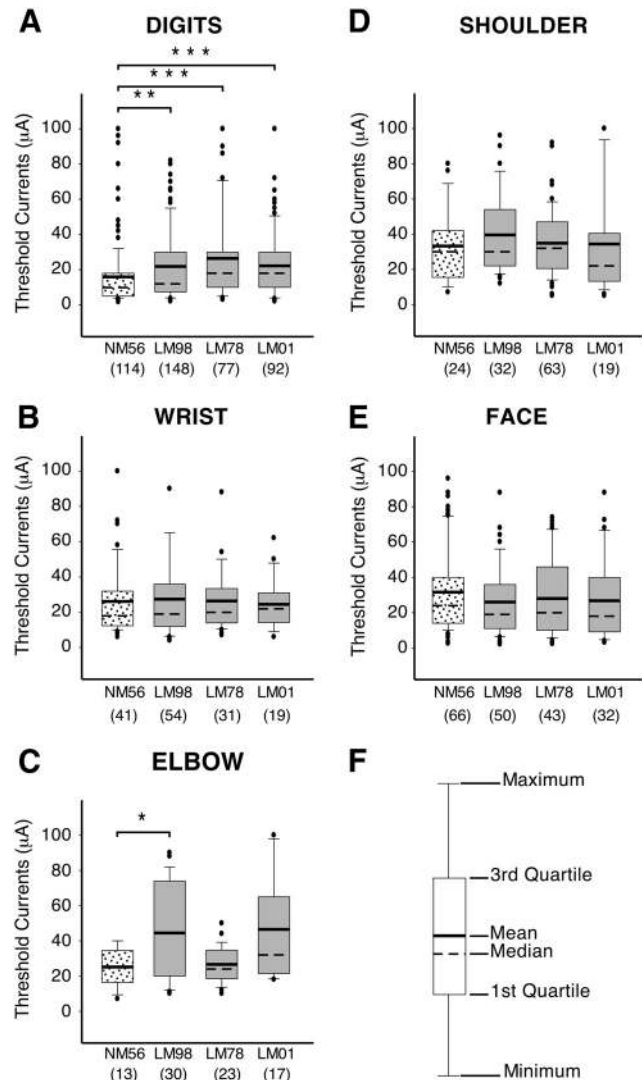 A DIGITS
* * *
* * *
* *
Threshold Currents (µA)
100
80
60
40
20
0
NM56 LM98 LM78 LM01
(114) (148) (77) (92)
B WRIST
Threshold Currents (µA)
100
80
60
40
20
0
NM56 LM98 LM78 LM01
(41) (54) (31) (19)
C ELBOW
*
Threshold Currents (µA)
100
80
60
40
20
0
NM56 LM98 LM78 LM01
(13) (30) (23) (17)
D SHOULDER
Threshold Currents (µA)
100
80
60
40
20
0
NM56 LM98 LM78 LM01
(24) (32) (63) (19)
E FACE
Threshold Currents (µA)
100
80
60
40
20
0
NM56 LM98 LM78 LM01
(66) (50) (43) (32)
F
Maximum
3rd Quartile
Mean
Median
1st Quartile
Minimum